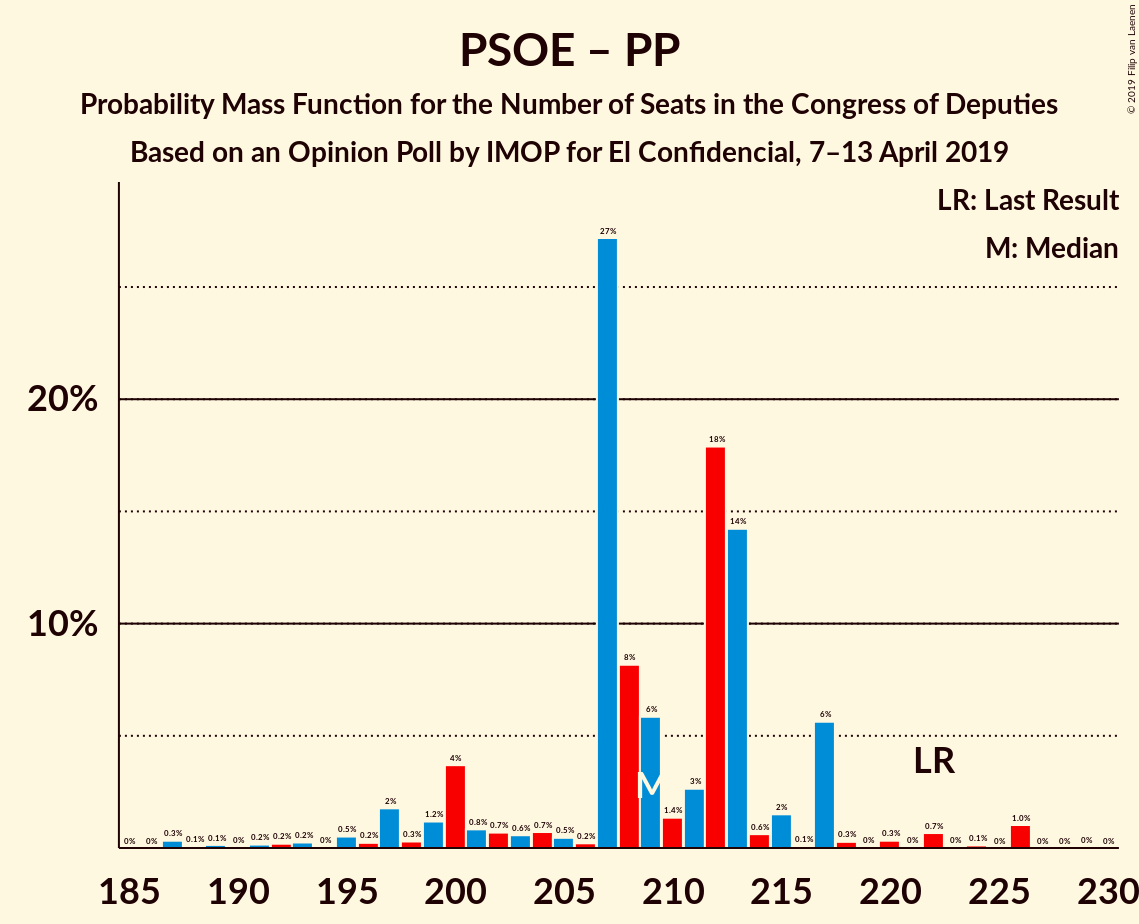 PSOE – PP
Probability Mass Function for the Number of Seats in the Congress of Deputies
Based on an Opinion Poll by IMOP for El Confidencial, 7–13 April 2019
© 2019 Filip van Laenen
LR: Last Result
M: Median
20%
10%
0% 0% 0.3% 0.1% 0.1% 0% 0.2% 0.2% 0.2% 0% 0.5% 0.2% 2% 0.3% 1.2% 4% 0.8% 0.7% 0.6% 0.7% 0.5% 0.2% 27% 8% 6% 1.4% 3% 18% 14% 0.6% 2% 0.1% 6% 0.3% 0% 0.3% 0% 0.7% 0% 0.1% 0% 1.0% 0% 0% 0% 0%
M
LR
185 190 195 200 205 210 215 220 225 230